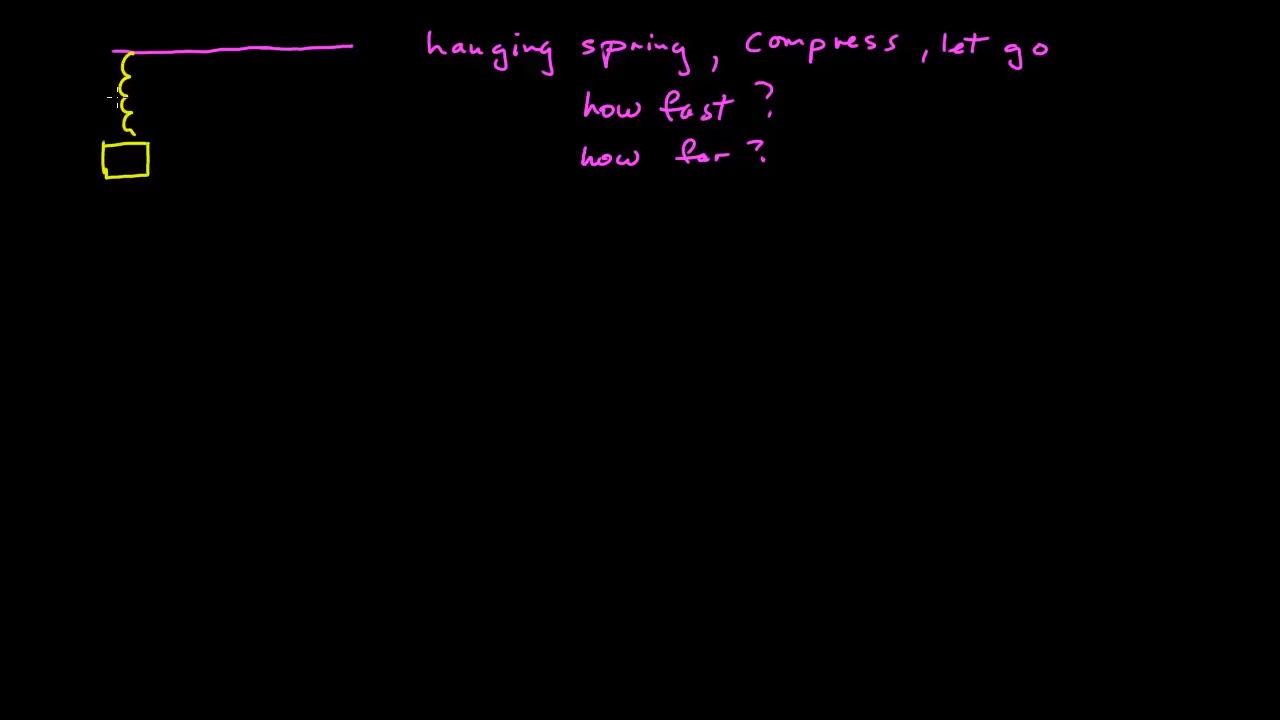 hanging spring, compress, let go
how fast?
how far?